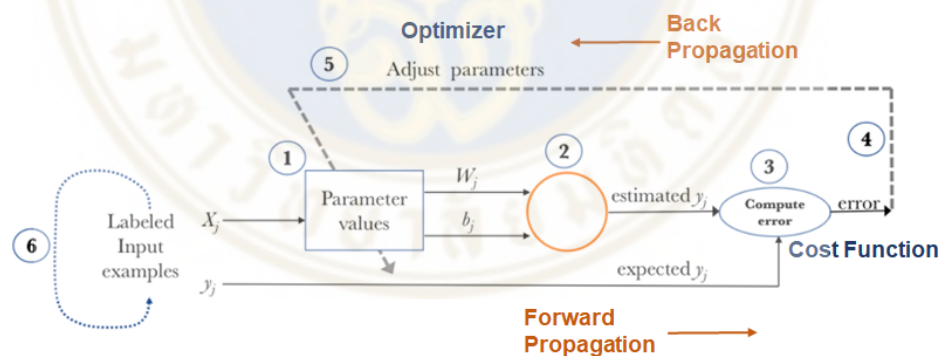 Optimizer
Back
Propagation
5
Adjust parameters
1
2
3
4
W_j
b_j
Parameter
values
estimated y_j
Compute
error
error
Labeled
Input
examples
X_j
6
y_j
expected y_j
Cost Function
Forward
Propagation